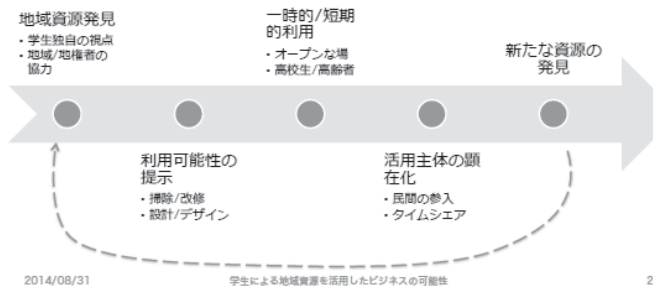 地域資源発見
・学生独自の視点
・地域/地権者の
協力
利用可能性の
提示
・掃除/改修
・設計/デザイン
一時的/短期
的利用
・オープンな場
・高校生/高齢者
活用主体の顕
在化
・民間の参入
・タイムシェア
新たな資源の
発見
2014/08/31
学生による地域資源を活用したビジネスの可能性
2